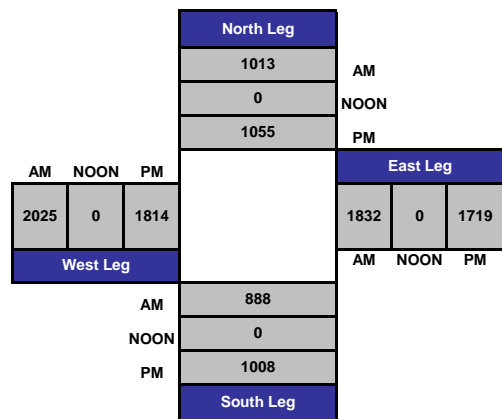 North Leg
1013
AM
0
NOON
1055
PM
AM NOON PM
East Leg
2025 0 1814
1832 0 1719
West Leg
AM NOON PM
AM
888
NOON
0
PM
1008
South Leg